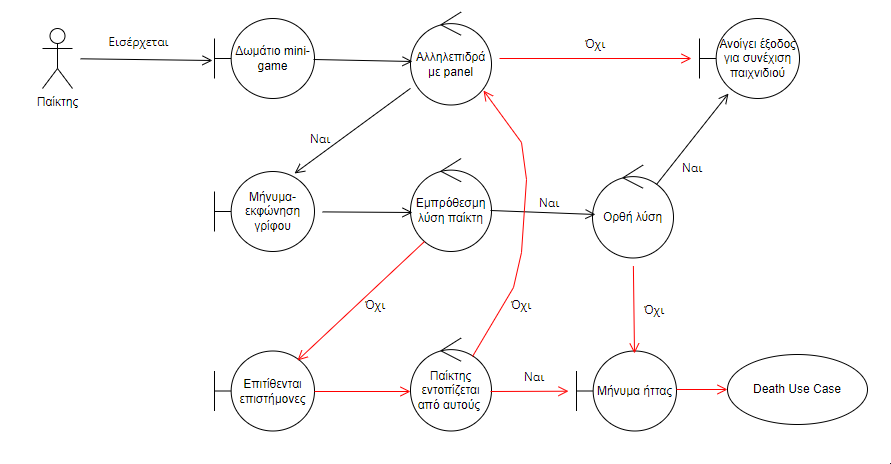 Εισέρχεται
Παίκτης
Δωμάτιο mini-
game
Αλληλεπιδρά
με panel
Όχι
Ανοίγει έξοδος
για συνέχιση
παιχνιδιού
Ναι
Μήνυμα-
εκφώνηση
γρίφου
Εμπρόθεσμη
λύση παίκτη
Ναι
Ορθή λύση
Ναι
Όχι
Όχι
Όχι
Επιτίθενται
επιστήμονες
Παίκτης
εντοπίζεται
από αυτούς
Ναι
Μήνυμα ήττας
Death Use Case